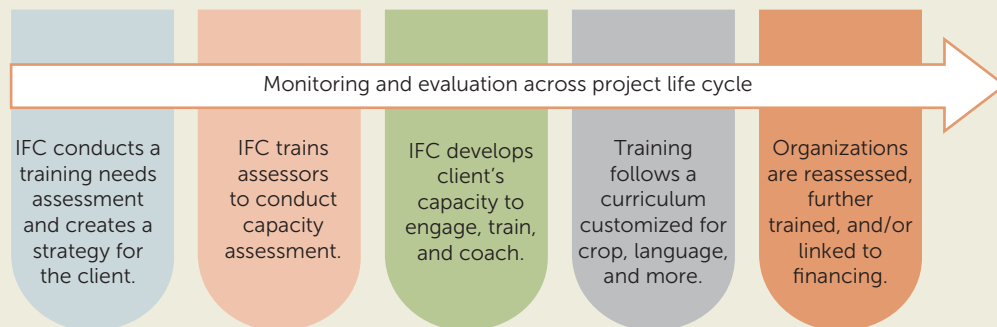 Monitoring and evaluation across project life cycle
IFC conducts a
training needs
assessment
and creates a
strategy for
the client.
IFC trains
assessors
to conduct
capacity
assessment.
IFC develops
client’s
capacity to
engage, train,
and coach.
Training
follows a
curriculum
customized for
crop, language,
and more.
Organizations
are reassessed,
further
trained, and/or
linked to
financing.